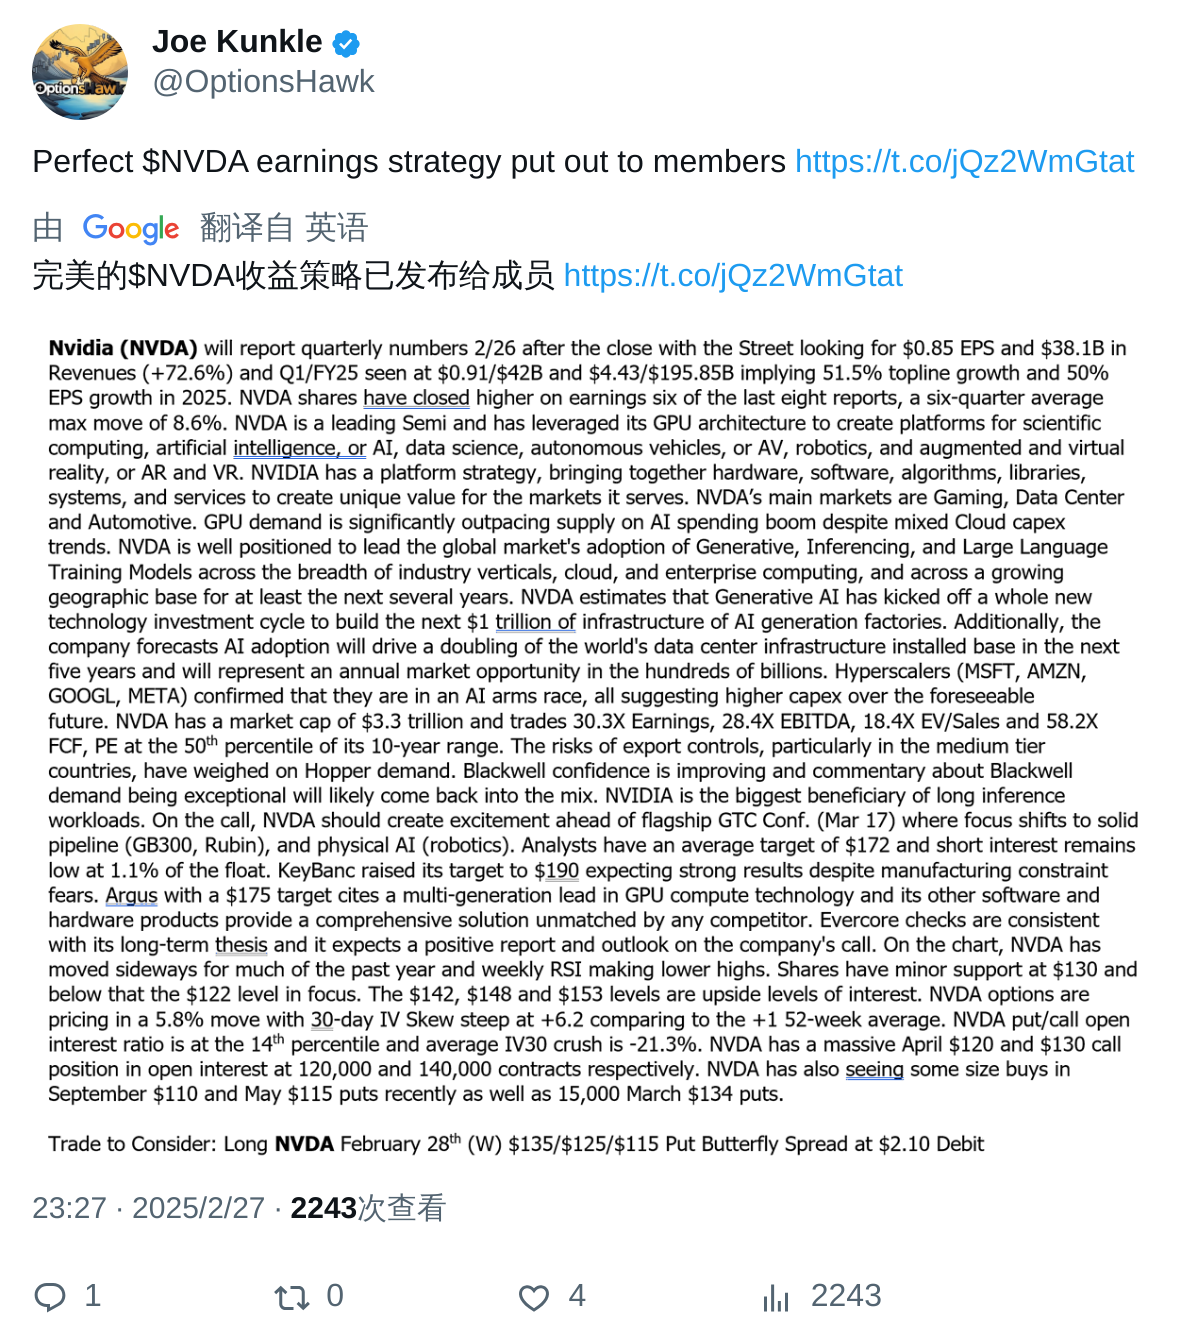 Joe Kunkle
@OptionsHawk
OptionsHawk
Perfect $NVDA earnings strategy put out to members https://t.co/jQz2WmGtat
由 Google 翻译自 英语
完美的$NVDA收益策略已发布给成员 https://t.co/jQz2WmGtat
Nvidia (NVDA) will report quarterly numbers 2/26 after the close with the Street looking for $0.85 EPS and $38.1B in
Revenues (+72.6%) and Q1/FY25 seen at $0.91/$42B and $4.43/$195.85B implying 51.5% topline growth and 50%
EPS growth in 2025. NVDA shares have closed higher on earnings six of the last eight reports, a six-quarter average
max move of 8.6%. NVDA is a leading Semi and has leveraged its GPU architecture to create platforms for scientific
computing, artificial intelligence, or AI, data science, autonomous vehicles, or AV, robotics, and augmented and virtual
reality, or AR and VR. NVIDIA has a platform strategy, bringing together hardware, software, algorithms, libraries,
systems, and services to create unique value for the markets it serves. NVDA’s main markets are Gaming, Data Center
and Automotive. GPU demand is significantly outpacing supply on AI spending boom despite mixed Cloud capex
trends. NVDA is well positioned to lead the global market's adoption of Generative, Inferencing, and Large Language
Training Models across the breadth of industry verticals, cloud, and enterprise computing, and across a growing
geographic base for at least the next several years. NVDA estimates that Generative AI has kicked off a whole new
technology investment cycle to build the next $1 trillion of infrastructure of AI generation factories. Additionally, the
company forecasts AI adoption will drive a doubling of the world's data center infrastructure installed base in the next
five years and will represent an annual market opportunity in the hundreds of billions. Hyperscalers (MSFT, AMZN,
GOOGL, META) confirmed that they are in an AI arms race, all suggesting higher capex over the foreseeable
future. NVDA has a market cap of $3.3 trillion and trades 30.3X Earnings, 28.4X EBITDA, 18.4X EV/Sales and 58.2X
FCF, PE at the 50th percentile of its 10-year range. The risks of export controls, particularly in the medium tier
countries, have weighed on Hopper demand. Blackwell confidence is improving and commentary about Blackwell
demand being exceptional will likely come back into the mix. NVIDIA is the biggest beneficiary of long inference
workloads. On the call, NVDA should create excitement ahead of flagship GTC Conf. (Mar 17) where focus shifts to solid
pipeline (GB300, Rubin), and physical AI (robotics). Analysts have an average target of $172 and short interest remains
low at 1.1% of the float. KeyBanc raised its target to $190 expecting strong results despite manufacturing constraint
fears. Argus with a $175 target cites a multi-generation lead in GPU compute technology and its other software and
hardware products provide a comprehensive solution unmatched by any competitor. Evercore checks are consistent
with its long-term thesis and it expects a positive report and outlook on the company's call. On the chart, NVDA has
moved sideways for much of the past year and weekly RSI making lower highs. Shares have minor support at $130 and
below that the $122 level in focus. The $142, $148 and $153 levels are upside levels of interest. NVDA options are
pricing in a 5.8% move with 30-day IV Skew steep at +6.2 comparing to the +1 52-week average. NVDA put/call open
interest ratio is at the 14th percentile and average IV30 crush is -21.3%. NVDA has a massive April $120 and $130 call
position in open interest at 120,000 and 140,000 contracts respectively. NVDA has also seeing some size buys in
September $110 and May $115 puts recently as well as 15,000 March $134 puts.
Trade to Consider: Long NVDA February 28th (W) $135/$125/$115 Put Butterfly Spread at $2.10 Debit
23:27 · 2025/2/27 · 2243次查看
1 0 4 2243